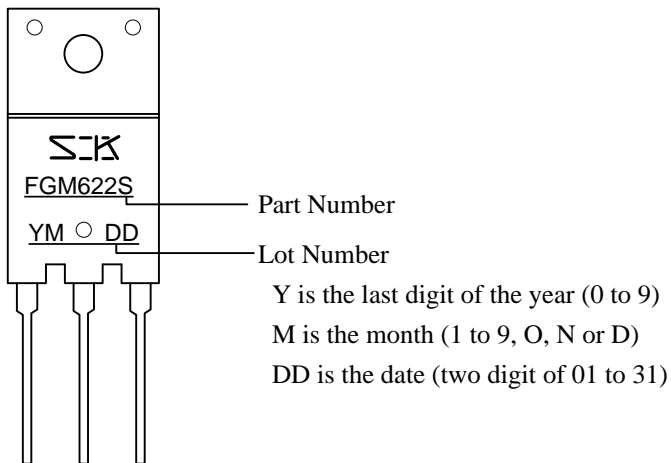 SK
FGM622S
Part Number
YM DD
Lot Number
Y is the last digit of the year (0 to 9)
M is the month (1 to 9, O, N or D)
DD is the date (two digit of 01 to 31)